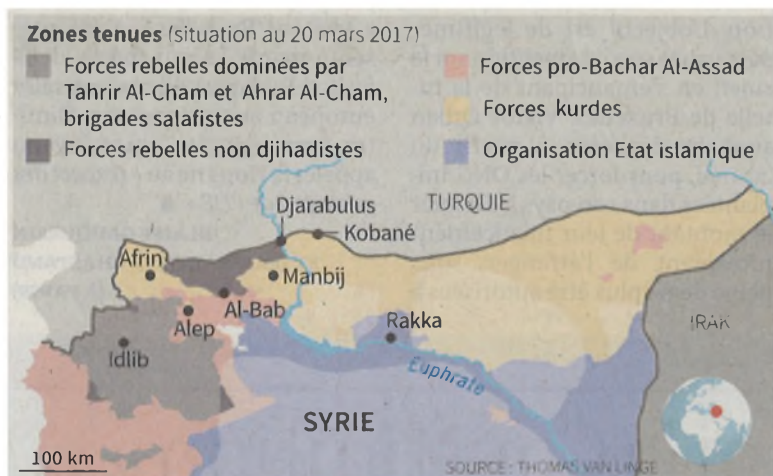 Zones tenues (situation au 20 mars 2017)
Forces rebelles dominées par
Tahrir Al-Cham et Ahrar Al-Cham,
brigades salafistes
Forces rebelles non djihadistes
Forces pro-Bachar Al-Assad
Forces kurdes
Organisation Etat islamique
TURQUIE
Djarabulus
Kobané
Afrin
Manbij
Al-Bab
Alep
Rakka
IRAK
Idlib
Euphrate
SYRIE
100 km
SOURCE : THOMAS VAN LINGE